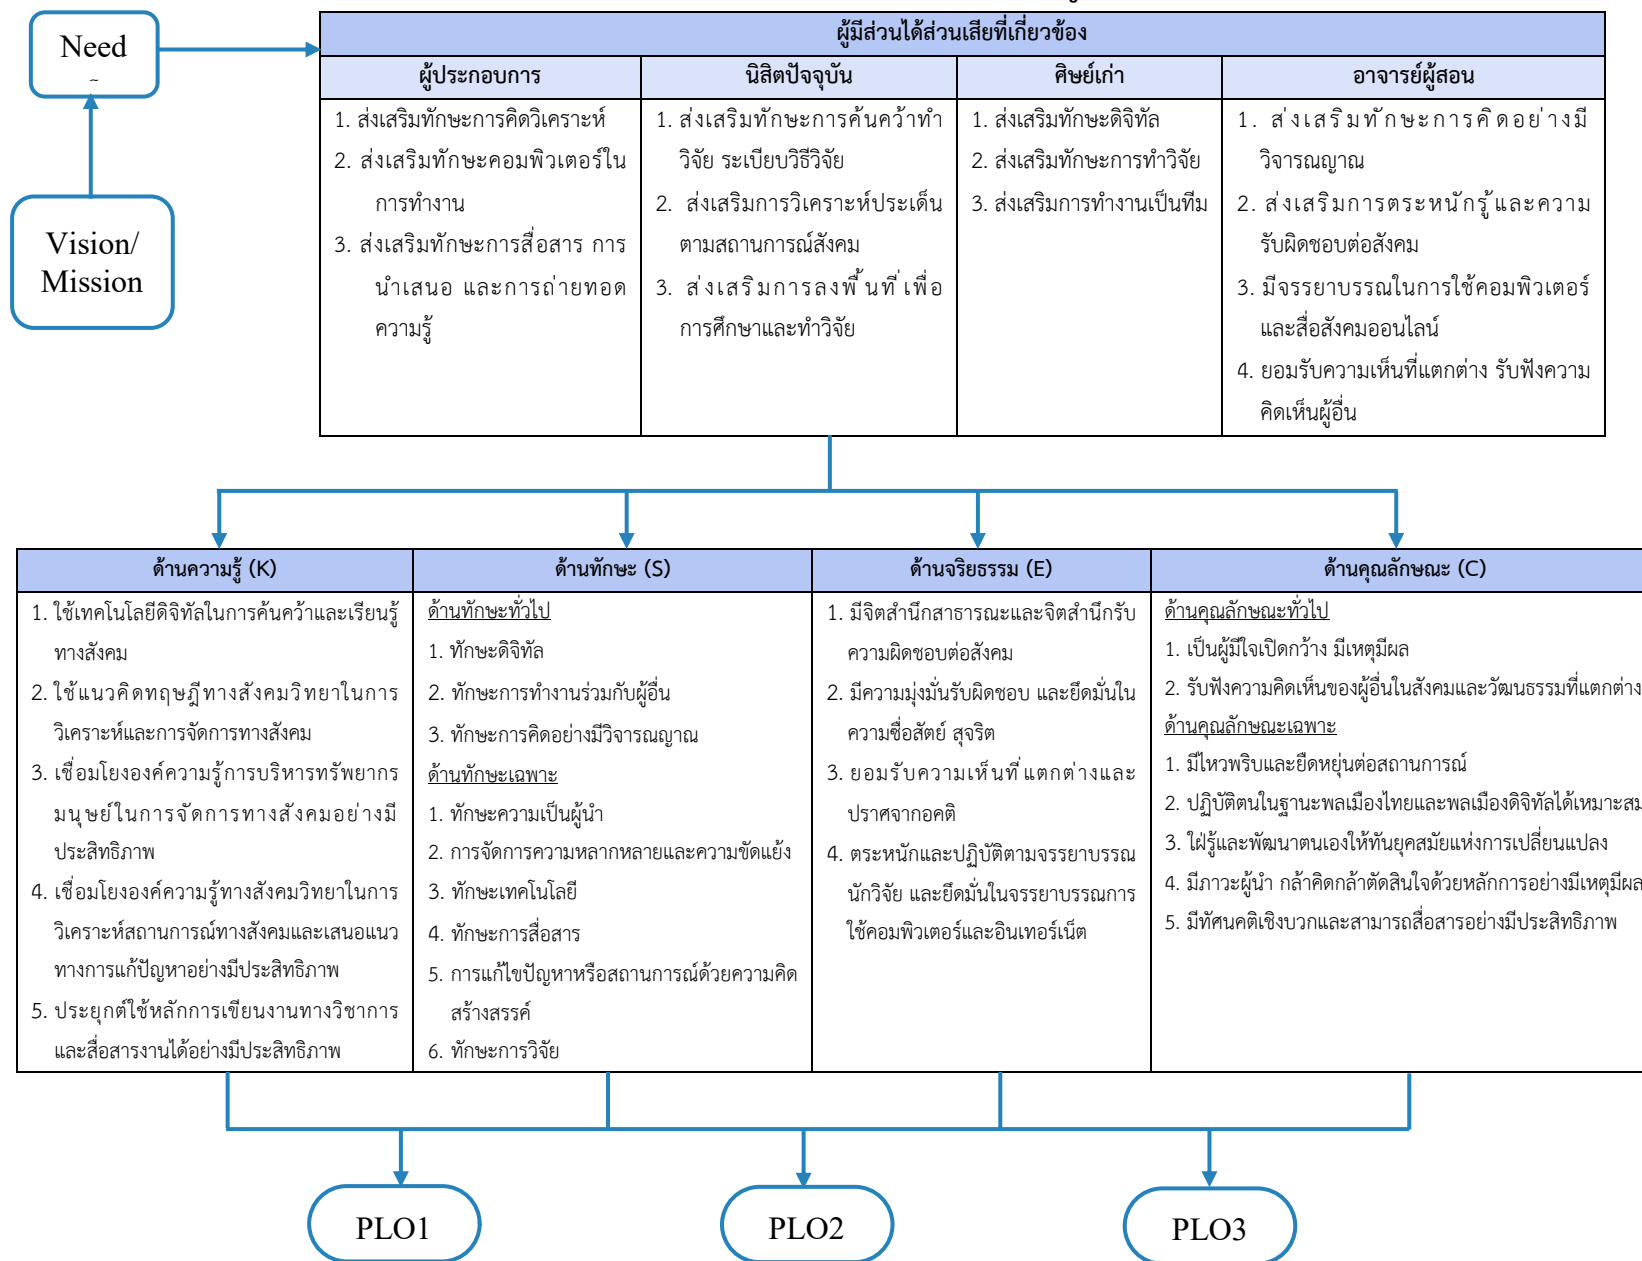 Need
ผู้มีส่วนได้ส่วนเสียที่เกี่ยวข้อง
ผู้ประกอบการ
นิสิตปัจจุบัน
ศิษย์เก่า
อาจารย์ผู้สอน
1. ส่งเสริมทักษะการคิดวิเคราะห์
2. ส่งเสริมทักษะคอมพิวเตอร์ใน
การทำงาน
3. ส่งเสริมทักษะการสื่อสาร การ
นำเสนอ และการถ่ายทอด
ความรู้
1. ส่งเสริมทักษะการค้นคว้าทำ
วิจัย ระเบียบวิธีวิจัย
2. ส่งเสริมการวิเคราะห์ประเด็น
ตามสถานการณ์สังคม
3. ส่งเสริมการลงพื้นที่เพื่อ
การศึกษาและทำวิจัย
1. ส่งเสริมทักษะดิจิทัล
2. ส่งเสริมทักษะการทำวิจัย
3. ส่งเสริมการทำงานเป็นทีม
1. ส่งเสริมทักษะการคิดอย่างมี
วิจารณญาณ
2. ส่งเสริมการตระหนักรู้และความ
รับผิดชอบต่อสังคม
3. มีจรรยาบรรณในการใช้คอมพิวเตอร์
และสื่อสังคมออนไลน์
4. ยอมรับความเห็นที่แตกต่าง รับฟังความ
คิดเห็นผู้อื่น
Vision/
Mission
ด้านความรู้ (K)
ด้านทักษะ (S)
ด้านจริยธรรม (E)
ด้านคุณลักษณะ (C)
1. ใช้เทคโนโลยีดิจิทัลในการค้นคว้าและเรียนรู้
ทางสังคม
2. ใช้แนวคิดทฤษฎีทางสังคมวิทยาในการ
วิเคราะห์และการจัดการทางสังคม
3. เชื่อมโยงองค์ความรู้การบริหารทรัพยากร
มนุษย์ในการจัดการทางสังคมอย่างมี
ประสิทธิภาพ
4. เชื่อมโยงองค์ความรู้ทางสังคมวิทยาในการ
วิเคราะห์สถานการณ์ทางสังคมและเสนอแนว
ทางการแก้ปัญหาอย่างมีประสิทธิภาพ
5. ประยุกต์ใช้หลักการเขียนงานทางวิชาการ
และสื่อสารงานได้อย่างมีประสิทธิภาพ
ด้านทักษะทั่วไป
1. ทักษะดิจิทัล
2. ทักษะการทำงานร่วมกับผู้อื่น
3. ทักษะการคิดอย่างมีวิจารณญาณ
ด้านทักษะเฉพาะ
1. ทักษะความเป็นผู้นำ
2. การจัดการความหลากหลายและความขัดแย้ง
3. ทักษะเทคโนโลยี
4. ทักษะการสื่อสาร
5. การแก้ไขปัญหาหรือสถานการณ์ด้วยความคิด
สร้างสรรค์
6. ทักษะการวิจัย
1. มีจิตสำนึกสาธารณะและจิตสำนึกรับ
ความผิดชอบต่อสังคม
2. มีความมุ่งมั่นรับผิดชอบ และยึดมั่นใน
ความซื่อสัตย์ สุจริต
3. ยอมรับความเห็นที่แตกต่างและ
ปราศจากอคติ
4. ตระหนักและปฏิบัติตามจรรยาบรรณ
นักวิจัย และยึดมั่นในจรรยาบรรณการ
ใช้คอมพิวเตอร์และอินเทอร์เน็ต
ด้านคุณลักษณะทั่วไป
1. เป็นผู้มีใจเปิดกว้าง มีเหตุมีผล
2. รับฟังความคิดเห็นของผู้อื่นในสังคมและวัฒนธรรมที่แตกต่าง
ด้านคุณลักษณะเฉพาะ
1. มีไหวพริบและยืดหยุ่นต่อสถานการณ์
2. ปฏิบัติตนในฐานะพลเมืองไทยและพลเมืองดิจิทัลได้เหมาะสม
3. ใฝ่รู้และพัฒนาตนเองให้ทันยุคสมัยแห่งการเปลี่ยนแปลง
4. มีภาวะผู้นำ กล้าคิดกล้าตัดสินใจด้วยหลักการอย่างมีเหตุมีผล
5. มีทัศนคติเชิงบวกและสามารถสื่อสารอย่างมีประสิทธิภาพ
PLO1
PLO2
PLO3